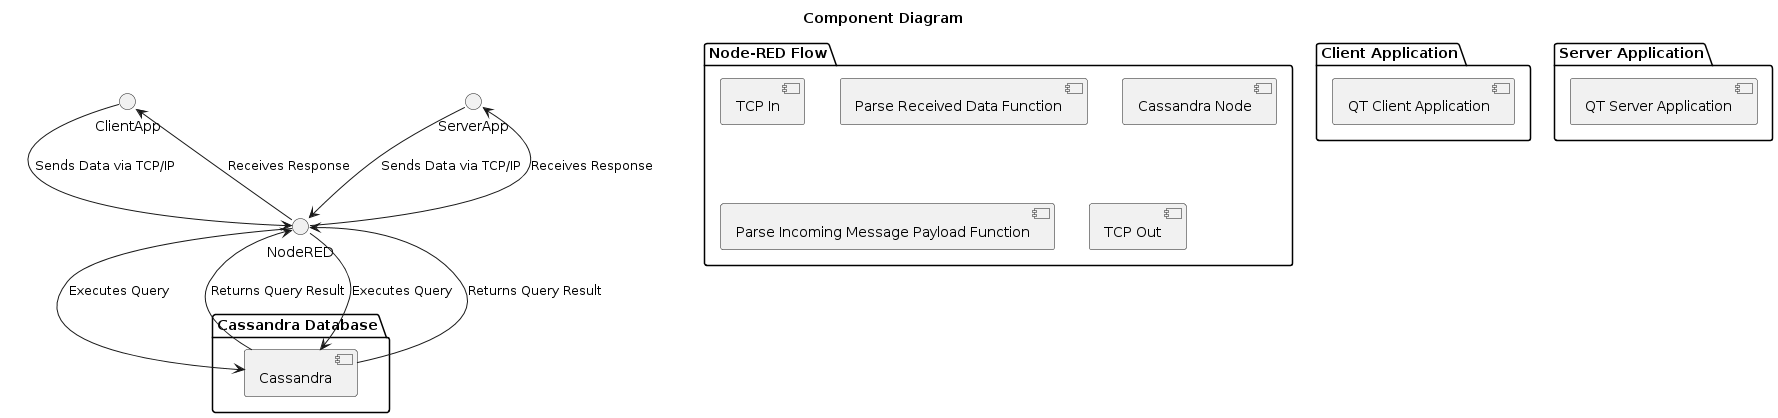 Component Diagram
Node-RED Flow
Client Application
Server Application
TCP In
Parse Received Data Function
Cassandra Node
QT Client Application
QT Server Application
ClientApp
ServerApp
Sends Data via TCP/IP
Receives Response
Sends Data via TCP/IP
Receives Response
Parse Incoming Message Payload Function
TCP Out
NodeRED
Executes Query
Returns Query Result
Executes Query
Returns Query Result
Cassandra Database
Cassandra